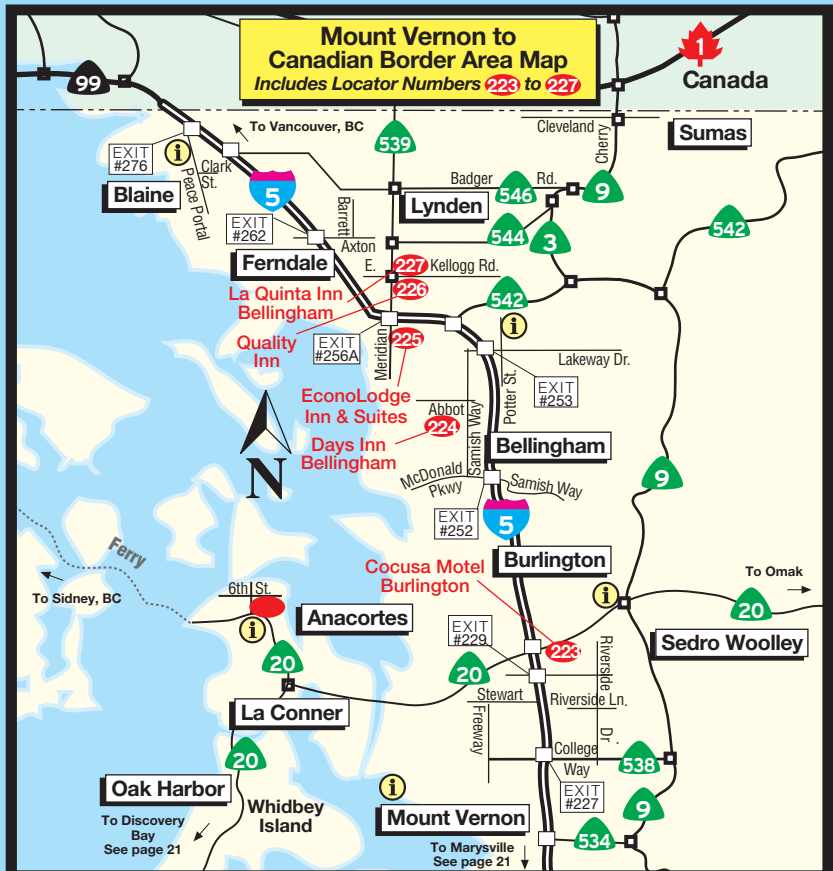 Mount Vernon to
Canadian Border Area Map
Includes Locator Numbers 223 to 227
1
Canada
99
To Vancouver, BC
539
Cleveland
Cherry
Sumas
EXIT
#276
i
Clark
St.
Peace Portal
Blaine
5
Badger Rd.
546
9
Lynden
Barrett
544
3
542
EXIT
#262
Axton
Ferndale
E. 227 Kellogg Rd.
226
La Quinta Inn
Bellingham
542
i
Quality
Inn
EXIT
#256A
Meridian
225
Lakeway Dr.
Potter St.
EXIT
#253
EconoLodge
Inn & Suites
Abbot
224
Samish Way
Days Inn
Bellingham
Bellingham
N
McDonald
Pkwy
Samish Way
9
EXIT
#252
5
Ferry
Burlington
Cocusa Motel
Burlington
To Omak
To Sidney, BC
6th St.
i
20
i
Anacortes
EXIT
#229
223
Sedro Woolley
20
20
Riverside
Dr.
Stewart
Riverside Ln.
Freeway
La Conner
20
College
Way
538
Oak Harbor
i
EXIT
#227
Whidbey
Island
9
To Discovery
Bay
See page 21
Mount Vernon
534
To Marysville
See page 21